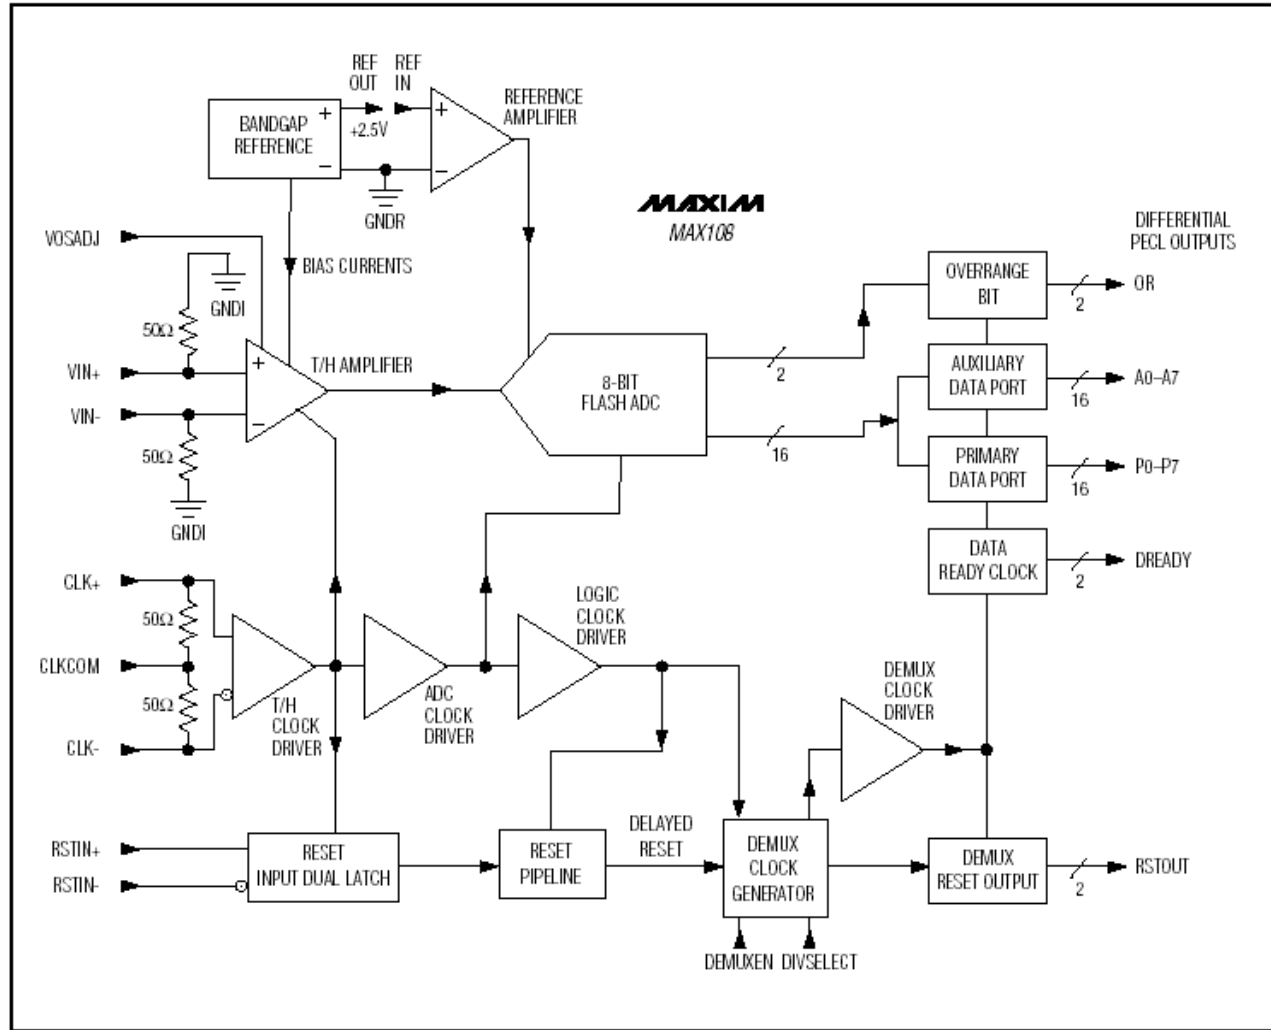 REF
OUT
REF
IN
REFERENCE
AMPLIFIER
BANDGAP
REFERENCE
+
−
+2.5V
+
−
GNDR
MAXIM
MAX108
DIFFERENTIAL
PECL OUTPUTS
VOSADJ
BIAS CURRENTS
GNDI
50Ω
OVERRANGE
BIT
2
OR
VIN+
+
T/H AMPLIFIER
8-BIT
FLASH ADC
2
AUXILIARY
DATA PORT
16
A0–A7
VIN-
−
50Ω
GNDI
16
PRIMARY
DATA PORT
16
P0–P7
DATA
READY CLOCK
2
DREADY
CLK+
50Ω
CLKCOM
50Ω
CLK-
T/H
CLOCK
DRIVER
ADC
CLOCK
DRIVER
LOGIC
CLOCK
DRIVER
DEMUX
CLOCK
DRIVER
RSTIN+
RSTIN-
RESET
INPUT DUAL LATCH
RESET
PIPELINE
DELAYED
RESET
DEMUX
CLOCK
GENERATOR
DEMUX
RESET OUTPUT
2
RSTOUT
DEMUXEN
DIVSELECT